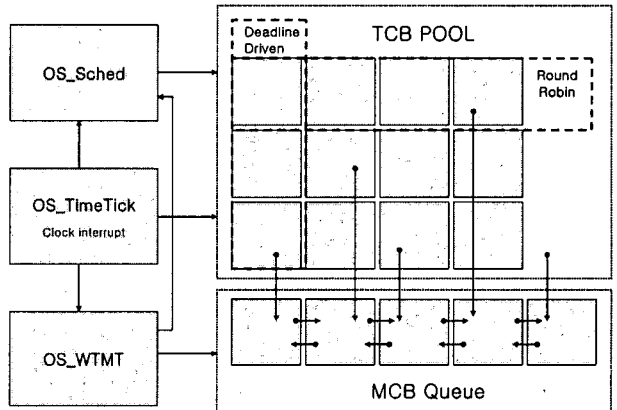 Deadline
Driven
TCB POOL
OS_Sched
Round
Robin
OS_TimeTick
Clock interrupt
OS_WTMT
MCB Queue